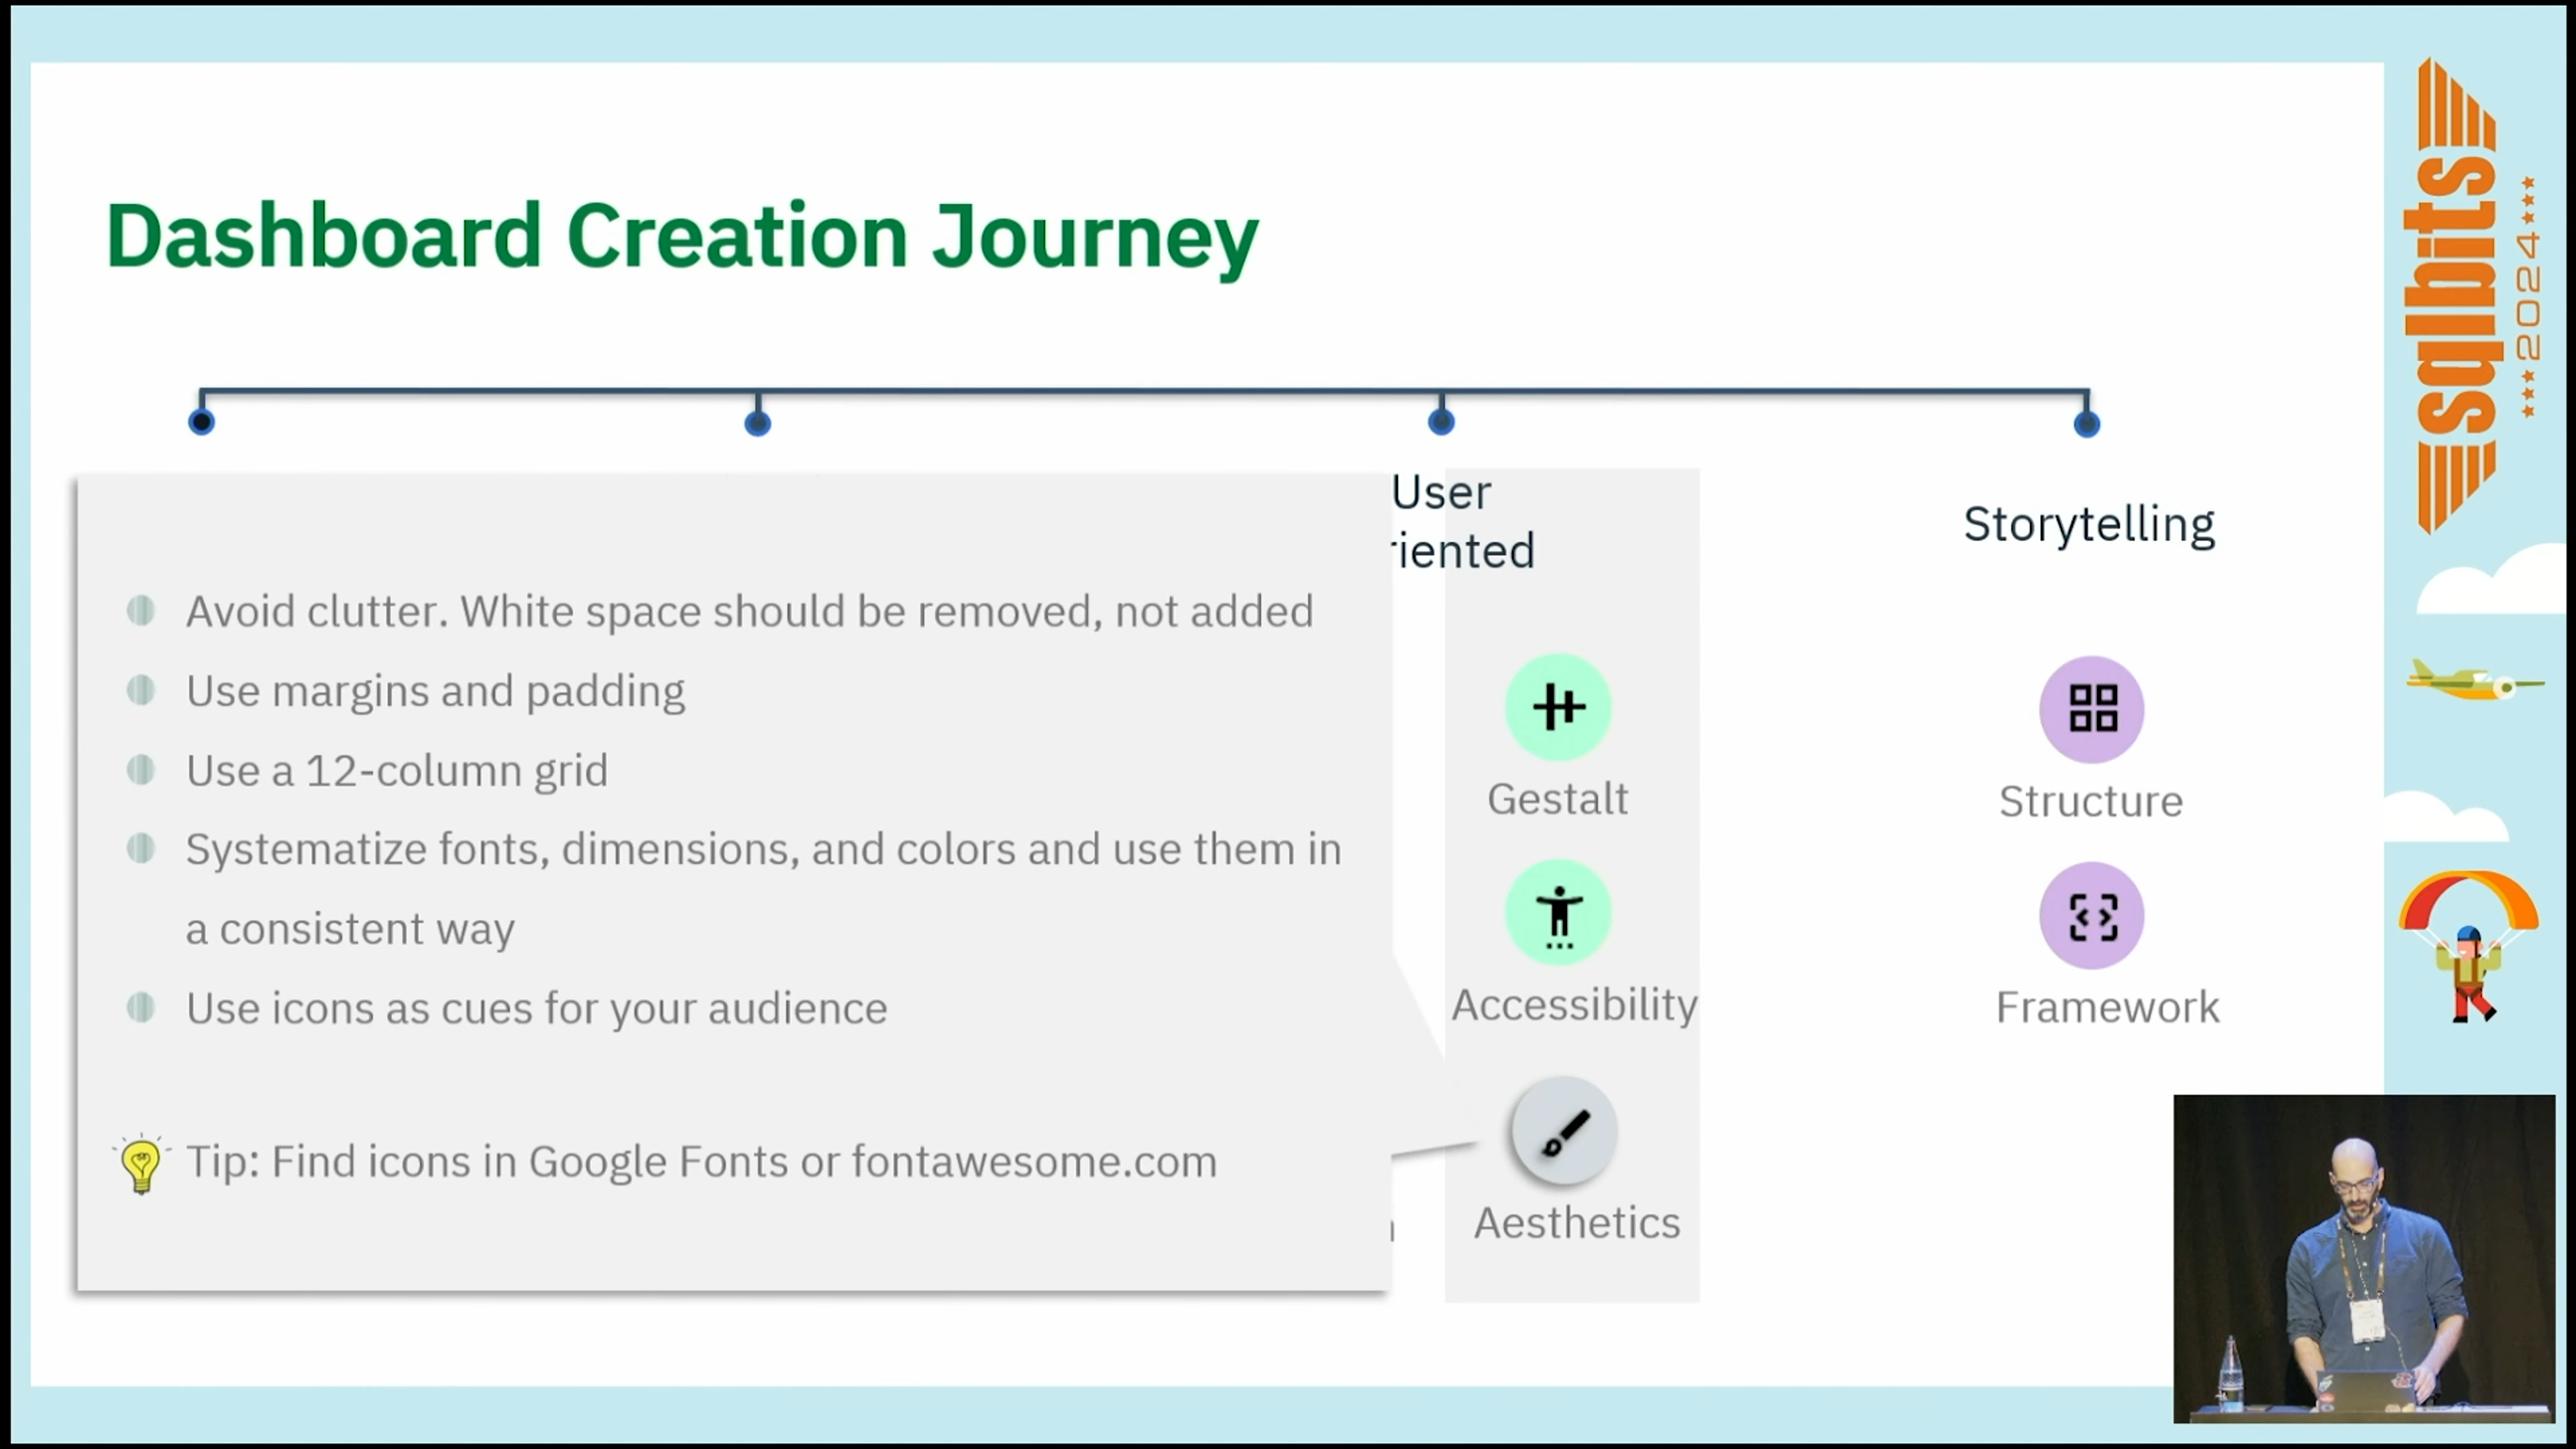 Dashboard Creation Journey
User
riented
Storytelling
Avoid clutter. White space should be removed, not added
Use margins and padding
Use a 12-column grid
Systematize fonts, dimensions, and colors and use them in
a consistent way
Use icons as cues for your audience
Tip: Find icons in Google Fonts or fontawesome.com
Gestalt
Accessibility
Aesthetics
Structure
Framework
sqlbits
2024